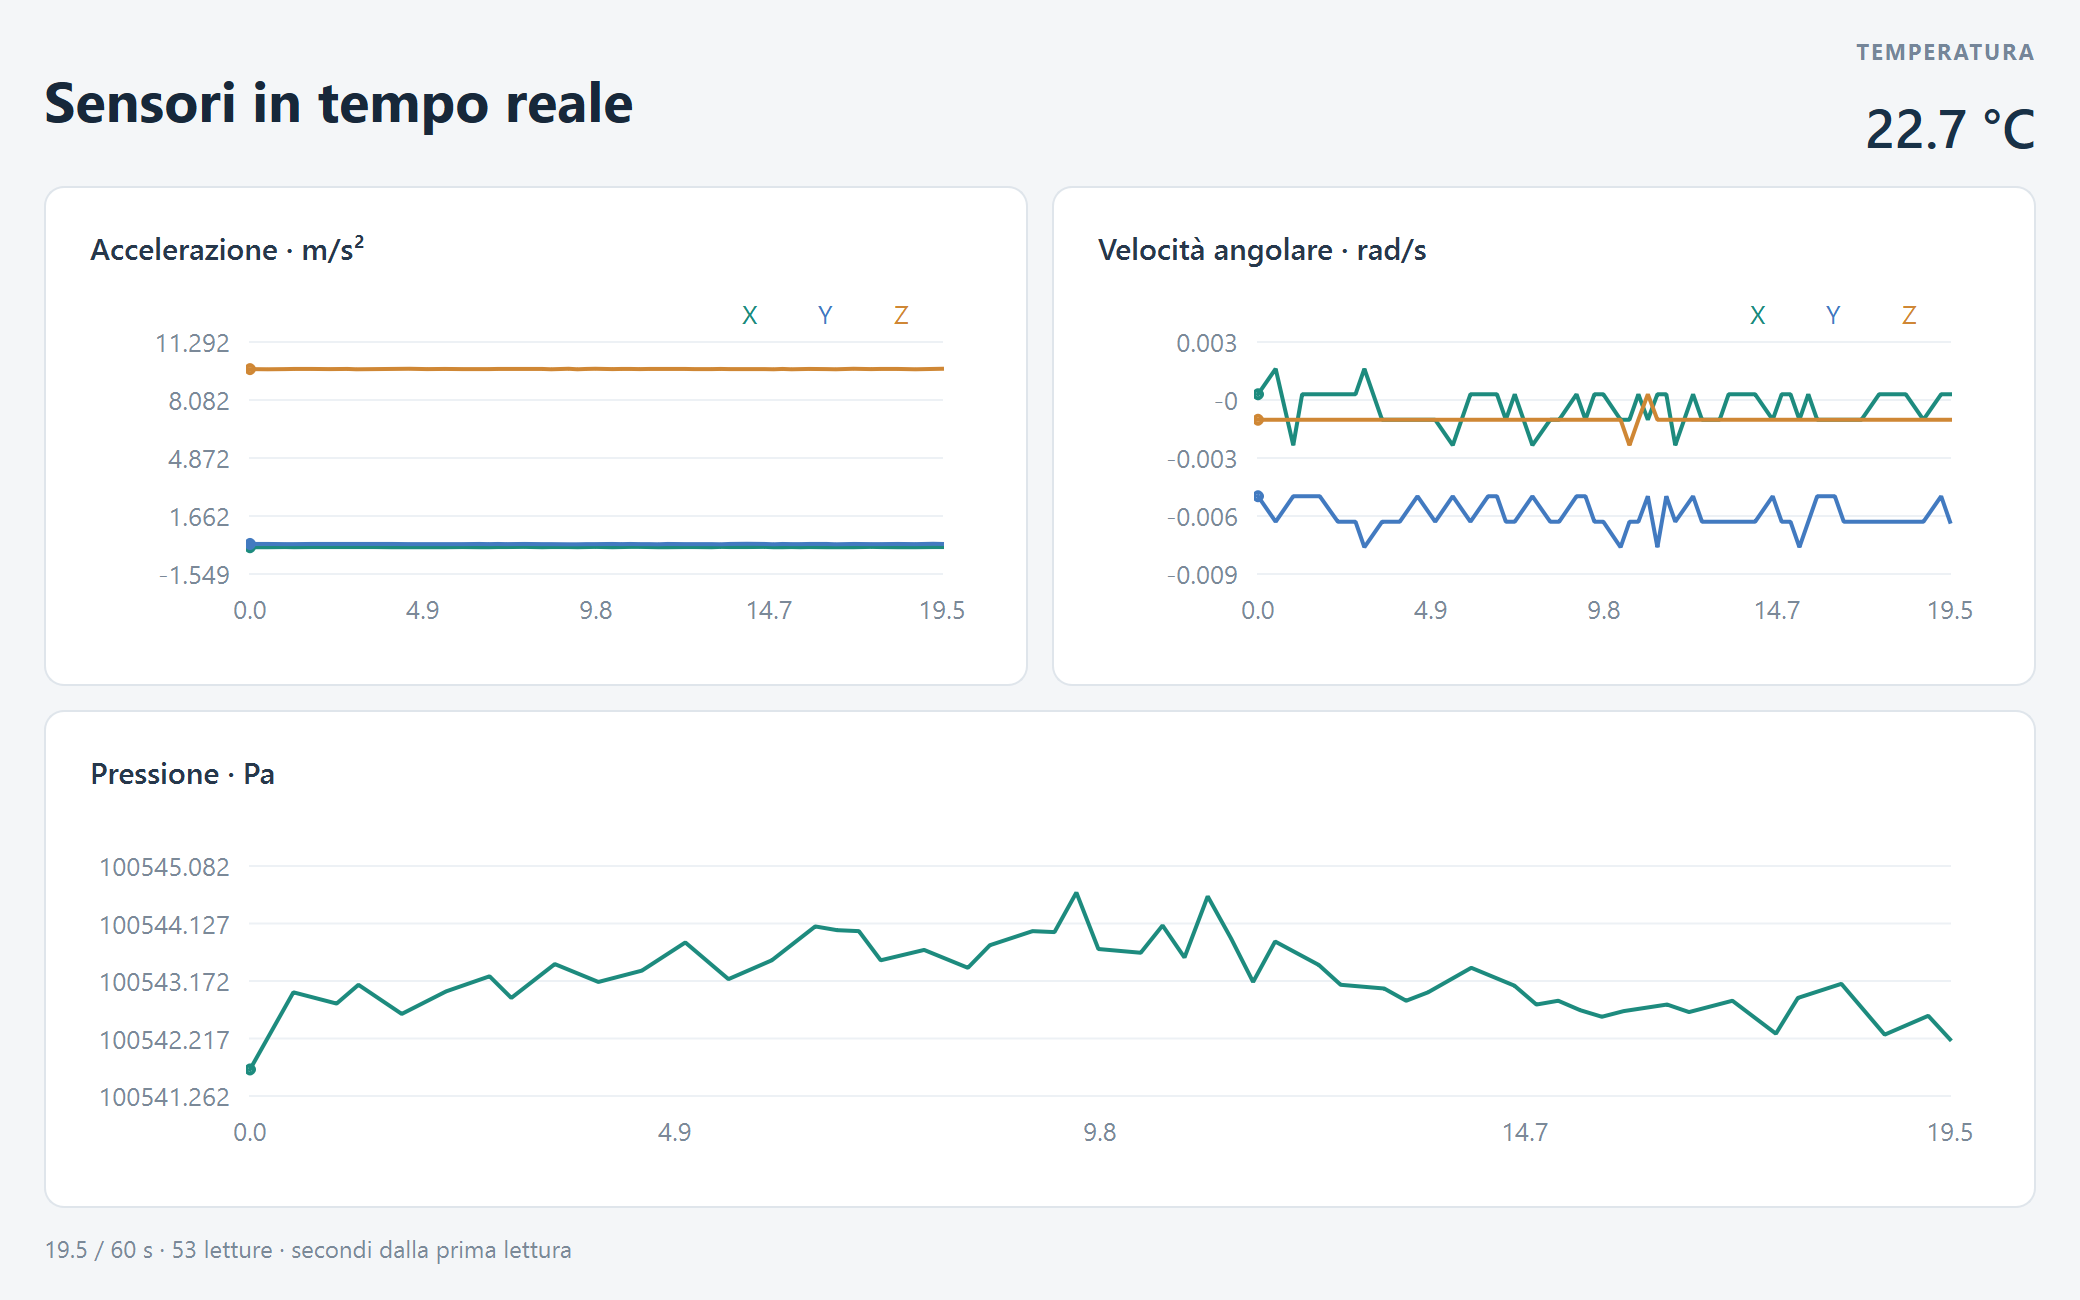 TEMPERATURA
Sensori in tempo reale
22.7 °C
Accelerazione · m/s²
X Y Z
11.292
8.082
4.872
1.662
-1.549
0.0 4.9 9.8 14.7 19.5
Velocità angolare · rad/s
X Y Z
0.003
-0
-0.003
-0.006
-0.009
0.0 4.9 9.8 14.7 19.5
Pressione · Pa
100545.082
100544.127
100543.172
100542.217
100541.262
0.0 4.9 9.8 14.7 19.5
19.5 / 60 s · 53 letture · secondi dalla prima lettura